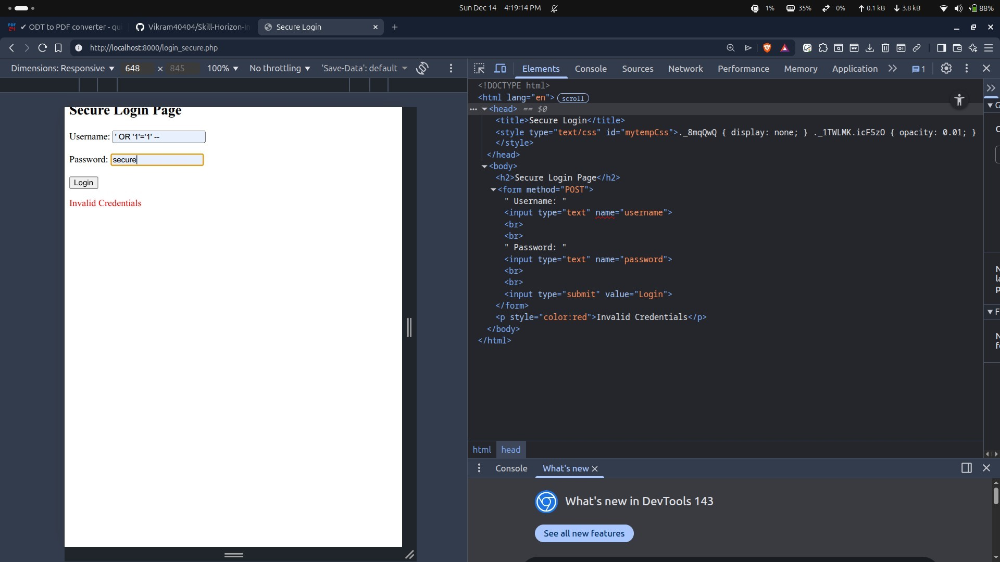 Sun Dec 14 4:19:14 PM
1% 35% 0% 0.1 kB 3.8 kB 88%
PDF 24 ✔ ODT to PDF converter - qui
Vikram40404/Skill-Horizon-In
Secure Login
http://localhost:8000/login_secure.php
Dimensions: Responsive 648 × 845 100% No throttling 'Save-Data': default
Elements Console Sources Network Performance Memory Application 1
Secure Login Page
Username: ' OR '1'='1' --
Password: secure
Login
Invalid Credentials
<!DOCTYPE html>
<html lang="en"> scroll
<head> == $0
<title>Secure Login</title>
<style type="text/css" id="mytempCss">._8mqQwQ { display: none; } ._1TWLMK.icF5zO { opacity: 0.01; }
</style>
</head>
<body>
<h2>Secure Login Page</h2>
<form method="POST">
" Username: "
<input type="text" name="username">
<br>
<br>
" Password: "
<input type="text" name="password">
<br>
<br>
<input type="submit" value="Login">
</form>
<p style="color:red">Invalid Credentials</p>
</body>
</html>
html head
Console What's new
What's new in DevTools 143
See all new features